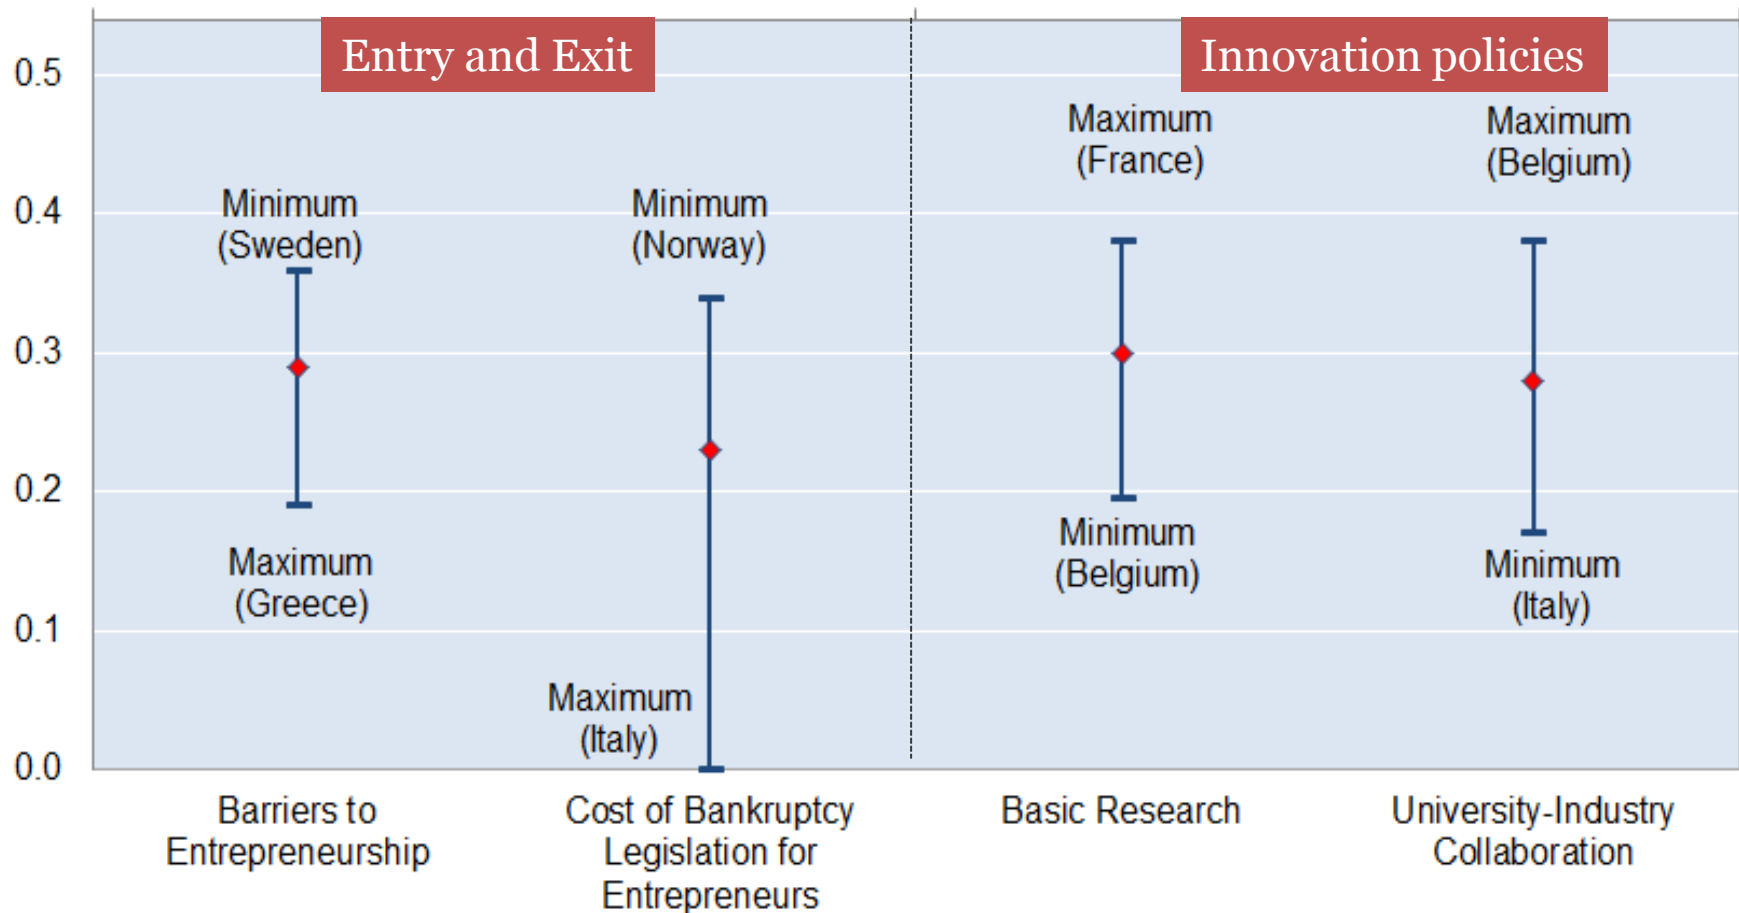 Entry and Exit
Innovation policies
0.5
0.4
0.3
0.2
0.1
0.0
Minimum
(Sweden)
Maximum
(Greece)
Minimum
(Norway)
Maximum
(Italy)
Maximum
(France)
Minimum
(Belgium)
Maximum
(Belgium)
Minimum
(Italy)
Barriers to
Entrepreneurship
Cost of Bankruptcy
Legislation for
Entrepreneurs
Basic Research
University-Industry
Collaboration